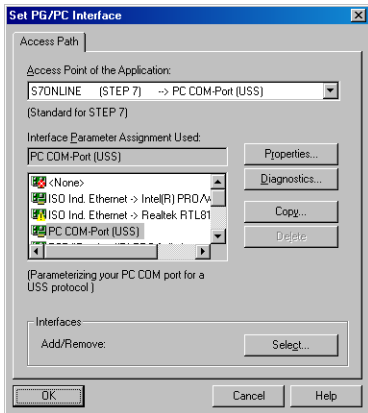 Set PG/PC Interface
Access Path
Access Point of the Application:
S7ONLINE (STEP 7) --> PC COM-Port (USS)
(Standard for STEP 7)
Interface Parameter Assignment Used:
PC COM-Port (USS)
Properties...
<None>
Diagnostics...
ISO Ind. Ethernet -> Intel(R) PRO/
ISO Ind. Ethernet -> Realtek RTL81
Copy...
PC COM-Port (USS)
Delete
(Parameterizing your PC COM port for a
USS protocol )
Interfaces
Add/Remove:
Select...
OK
Cancel
Help